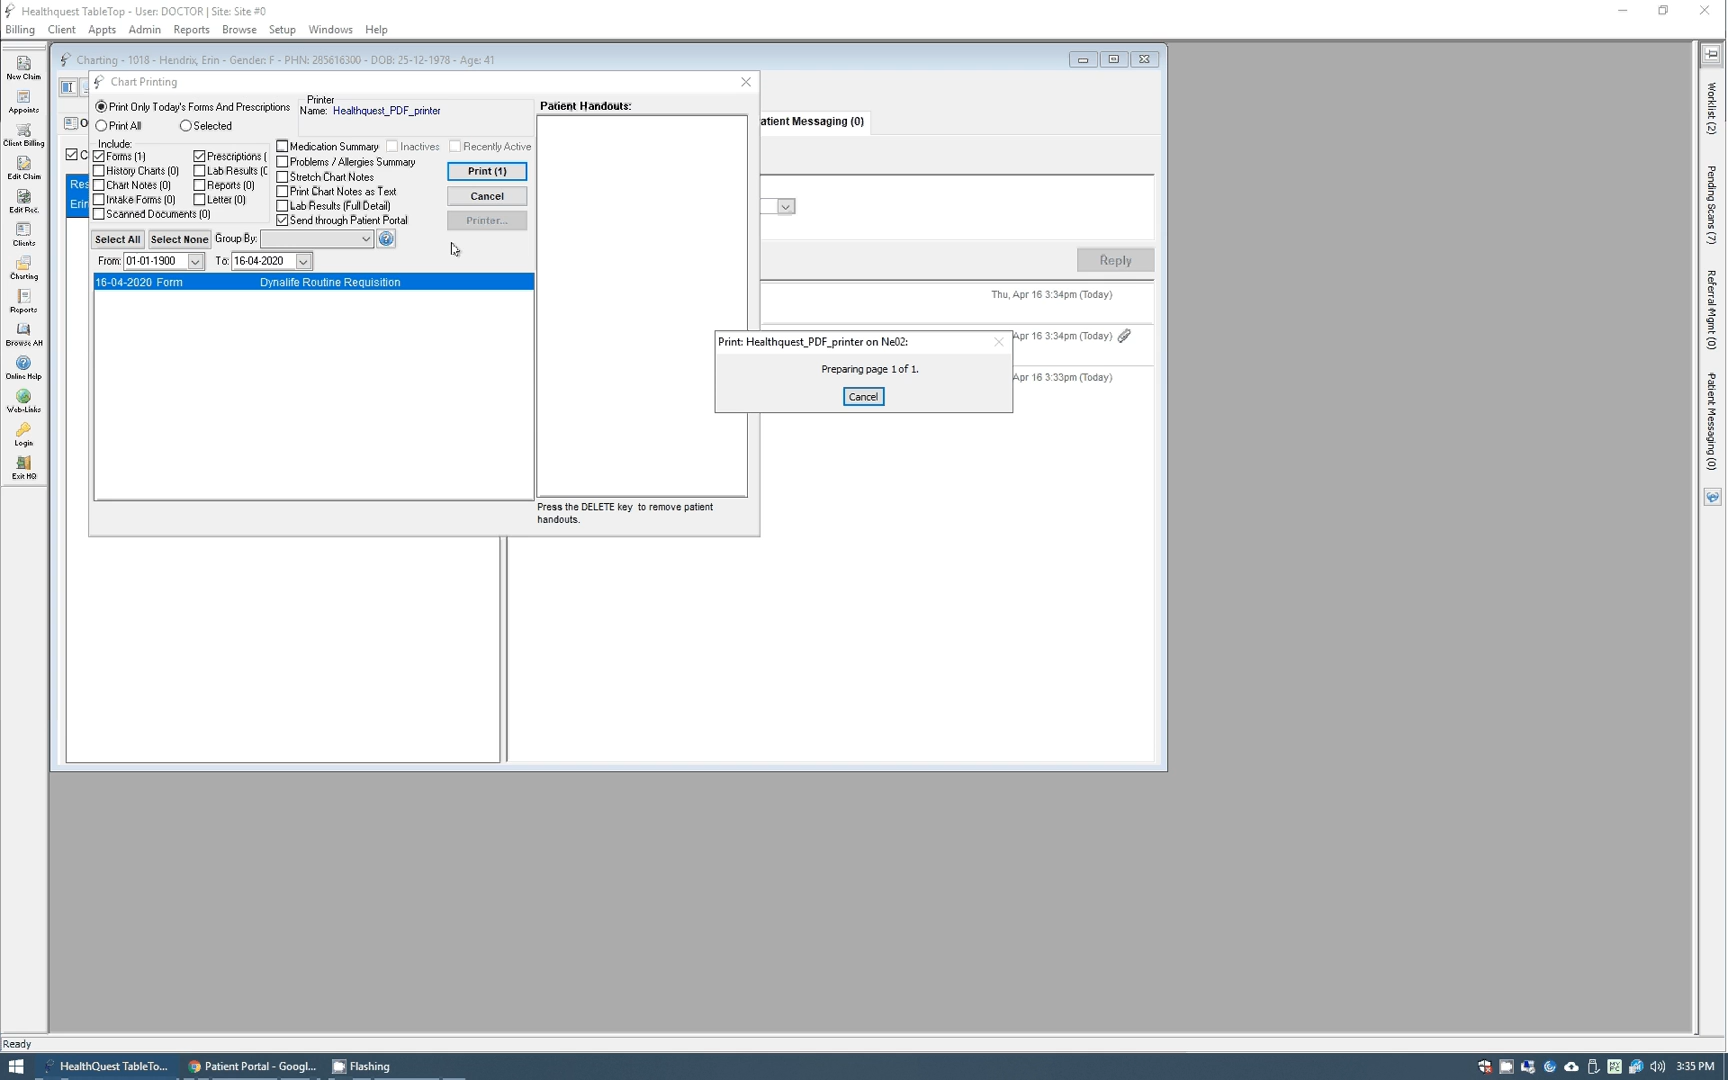 Healthquest TableTop - User: DOCTOR | Site: Site #0
Billing Client Appts Admin Reports Browse Setup Windows Help
New Claim
Appoints
Client Billing
Edit Claim
Edit Rec.
Clients
Charting
Reports
Browse All
Online Help
Web-Links
Login
Exit HQ
Charting - 1018 - Hendrix, Erin - Gender: F - PHN: 285616300 - DOB: 25-12-1978 - Age: 41
Chart Printing
Print Only Today's Forms And Prescriptions
Print All Selected
Printer
Name: Healthquest_PDF_printer
Include:
Forms (1) Prescriptions (
History Charts (0) Lab Results (0
Chart Notes (0) Reports (0)
Intake Forms (0) Letter (0)
Scanned Documents (0)
Medication Summary Inactives Recently Active
Problems / Allergies Summary
Stretch Chart Notes
Print Chart Notes as Text
Lab Results (Full Detail)
Send through Patient Portal
Print (1)
Cancel
Printer...
Select All Select None Group By:
From: 01-01-1900 To: 16-04-2020
16-04-2020 Form Dynalife Routine Requisition
Patient Handouts:
Press the DELETE key to remove patient
handouts.
O
C
Res
Erin
atient Messaging (0)
Reply
Thu, Apr 16 3:34pm (Today)
Apr 16 3:34pm (Today)
Apr 16 3:33pm (Today)
Print: Healthquest_PDF_printer on Ne02:
Preparing page 1 of 1.
Cancel
Worklist (2)
Pending Scans (7)
Referral Mgmt (0)
Patient Messaging (0)
Ready
HealthQuest TableTo... Patient Portal - Googl... Flashing
3:35 PM